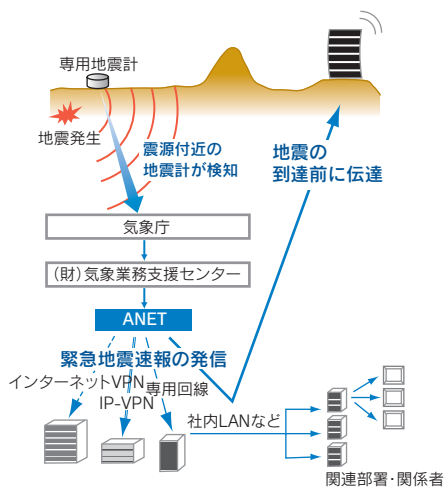 専用地震計
地震発生
震源付近の
地震計が検知
地震の
到達前に伝達
気象庁
(財)気象業務支援センター
ANET
緊急地震速報の発信
インターネットVPN
IP-VPN
専用回線
社内LANなど
関連部署・関係者